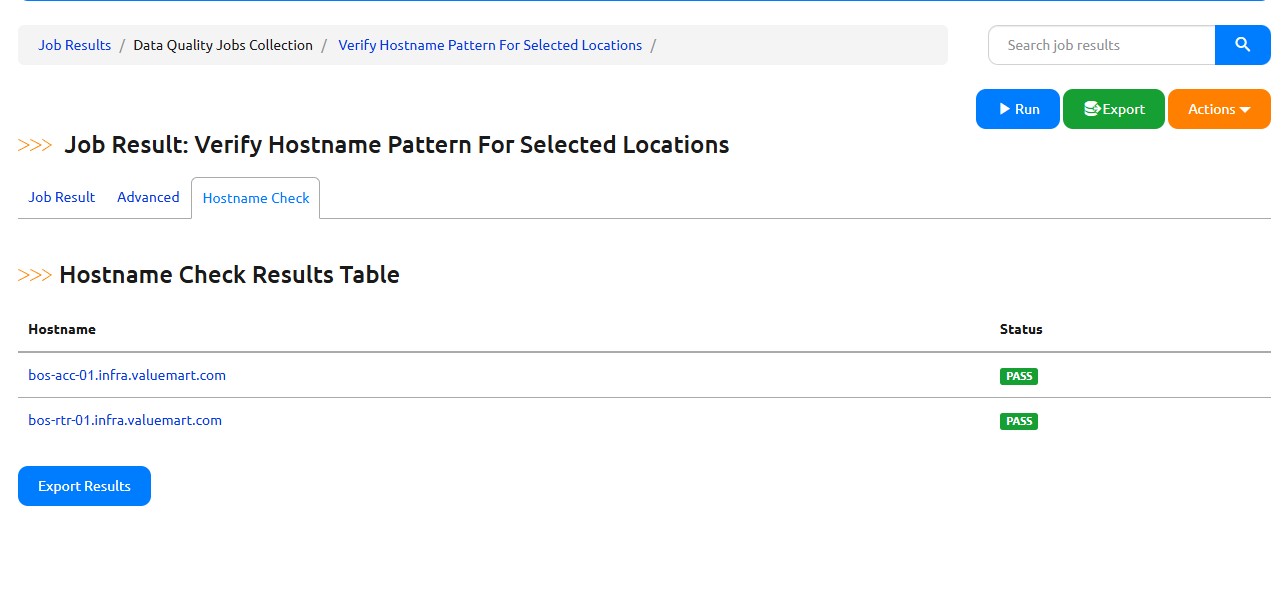 Job Results / Data Quality Jobs Collection / Verify Hostname Pattern For Selected Locations /
Search job results
Run
Export
Actions
>>> Job Result: Verify Hostname Pattern For Selected Locations
Job Result Advanced Hostname Check
>>> Hostname Check Results Table
Hostname Status
bos-acc-01.infra.valuemart.com PASS
bos-rtr-01.infra.valuemart.com PASS
Export Results